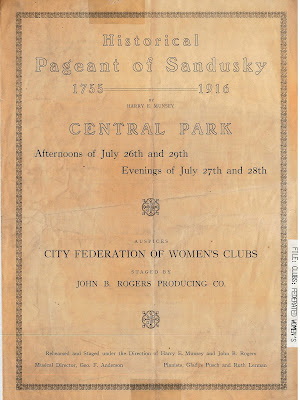 Historical
Pageant of Sandusky
1755 1916
BY
HARRY E. MUNSEY
CENTRAL PARK
Afternoons of July 26th and 29th
Evenings of July 27th and 28th
AUSPICES
CITY FEDERATION OF WOMEN'S CLUBS
STAGED BY
JOHN B. ROGERS PRODUCING CO.
Rehearsed and Staged under the Direction of Harry E. Munsey and John B. Rogers
Musical Director, Geo. F. Anderson Pianists, Gladys Pusch and Ruth
FILE: CLUBS: FEDERATED WOMEN'S